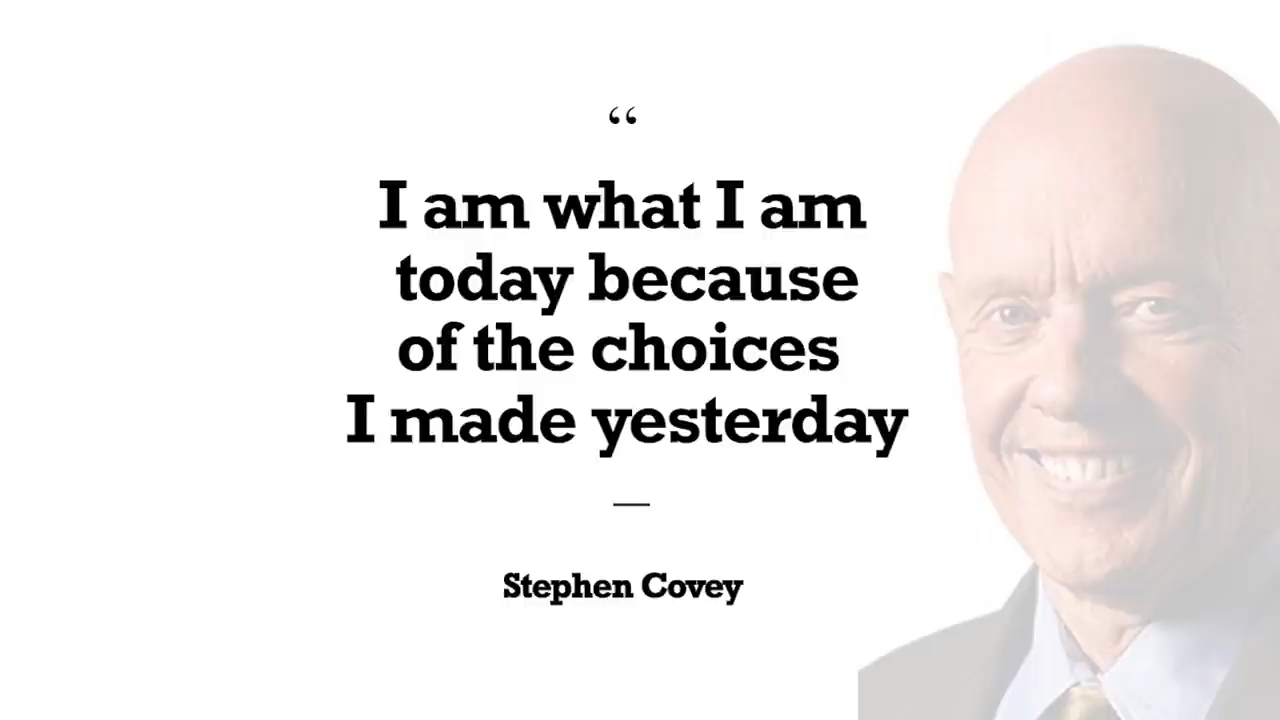 “
I am what I am
today because
of the choices
I made yesterday
—
Stephen Covey